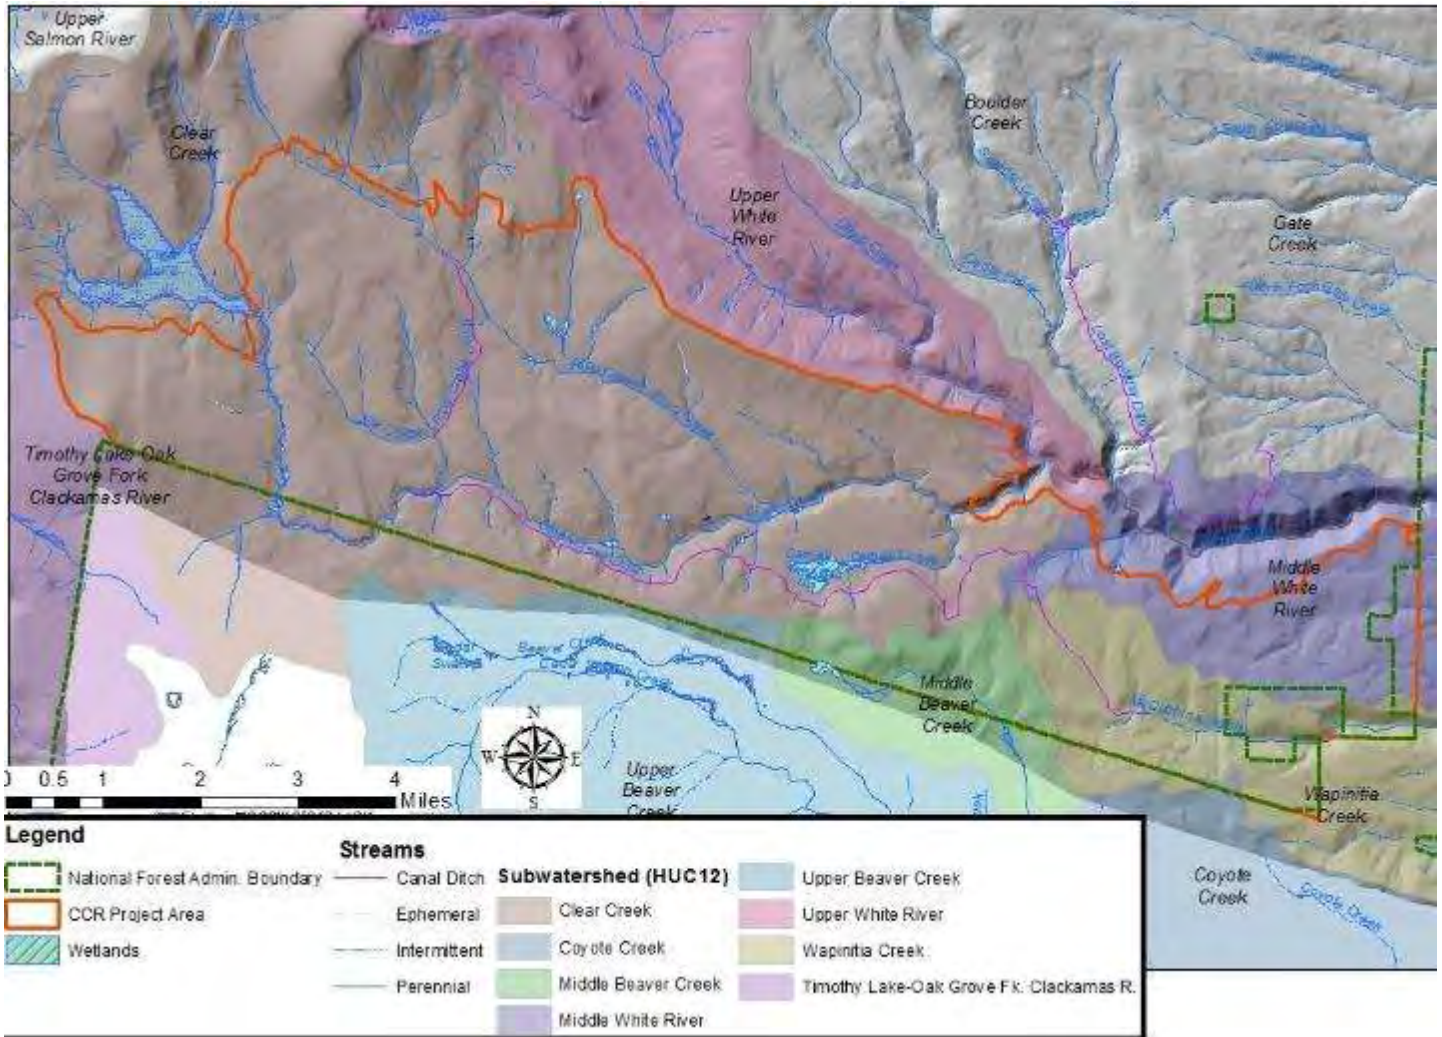 Upper
Salmon River
Clear
Creek
Boulder
Creek
Upper
White
River
Gate
Creek
Timothy Lake Oak
Grove Fork
Clackamas River
Middle
White
River
Middle
Beaver
Creek
Upper
Beaver
Creek
Wapinitia
Creek
Coyote
Creek
Coyote Creek
N
W E
S
0 0.5 1 2 3 4
Miles
Legend
National Forest Admin. Boundary
CCR Project Area
Wetlands
Streams
Canal Ditch
Ephemeral
Intermittent
Perennial
Subwatershed (HUC12)
Clear Creek
Coyote Creek
Middle Beaver Creek
Middle White River
Upper Beaver Creek
Upper White River
Wapinitia Creek
Timothy Lake-Oak Grove Fk. Clackamas R.